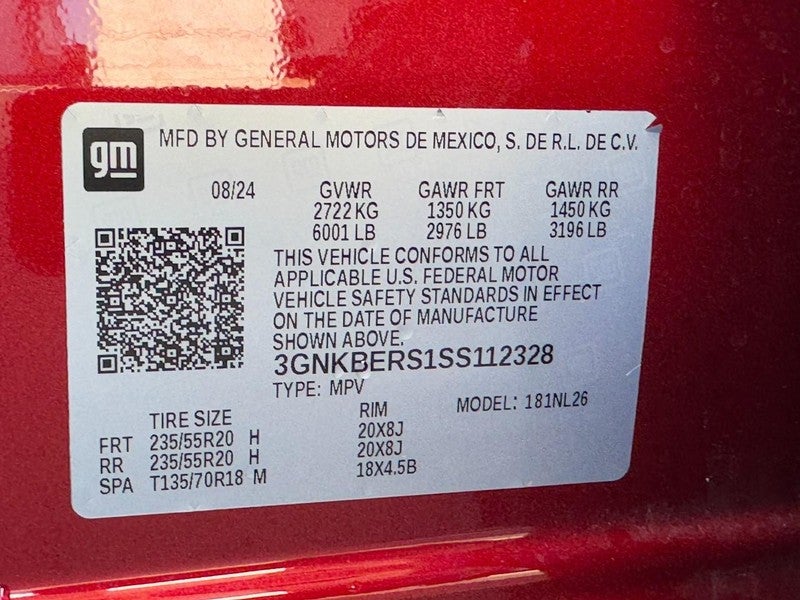 gm MFD BY GENERAL MOTORS DE MEXICO, S. DE R.L. DE C.V.
08/24 GVWR GAWR FRT GAWR RR
2722 KG 1350 KG 1450 KG
6001 LB 2976 LB 3196 LB
THIS VEHICLE CONFORMS TO ALL
APPLICABLE U.S. FEDERAL MOTOR
VEHICLE SAFETY STANDARDS IN EFFECT
ON THE DATE OF MANUFACTURE
SHOWN ABOVE.
3GNKBERS1SS112328
TYPE: MPV MODEL: 181NL26
TIRE SIZE RIM
FRT 235/55R20 H 20X8J
RR 235/55R20 H 20X8J
SPA T135/70R18 M 18X4.5B